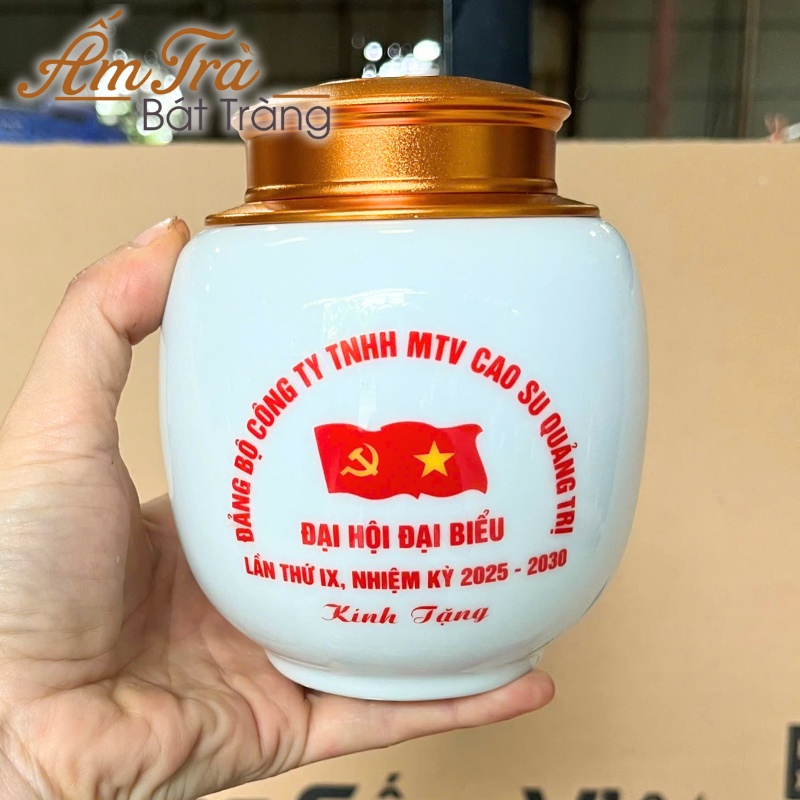 Ấm Trà
Bát Tràng
ĐẢNG BỘ CÔNG TY TNHH MTV CAO SU QUẢNG TRỊ
ĐẠI HỘI ĐẠI BIỂU
LẦN THỨ IX, NHIỆM KỲ 2025 - 2030
Kính Tặng